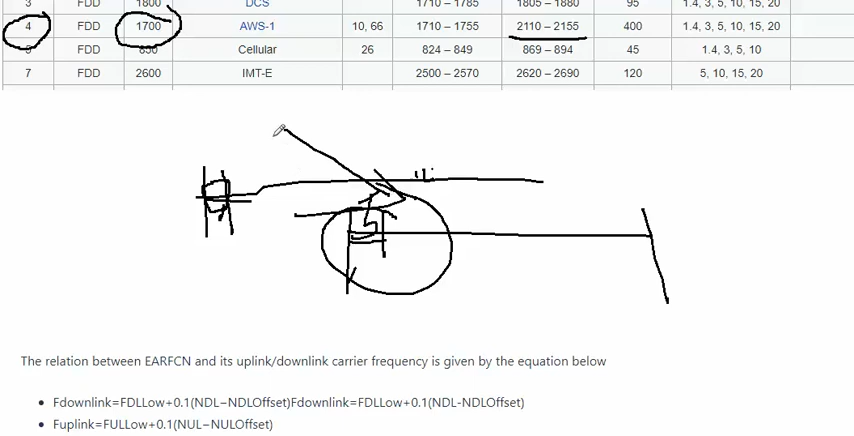 3 FDD 1800 DCS 1710 – 1785 1805 – 1880 95 1.4, 3, 5, 10, 15, 20
4 FDD 1700 AWS-1 10, 66 1710 – 1755 2110 – 2155 400 1.4, 3, 5, 10, 15, 20
5 FDD 850 Cellular 26 824 – 849 869 – 894 45 1.4, 3, 5, 10
7 FDD 2600 IMT-E 2500 – 2570 2620 – 2690 120 5, 10, 15, 20
The relation between EARFCN and its uplink/downlink carrier frequency is given by the equation below
• Fdownlink=FDLLow+0.1(NDL−NDLOffset)Fdownlink=FDLLow+0.1(NDL-NDLOffset)
• Fuplink=FULLow+0.1(NUL−NULOffset)